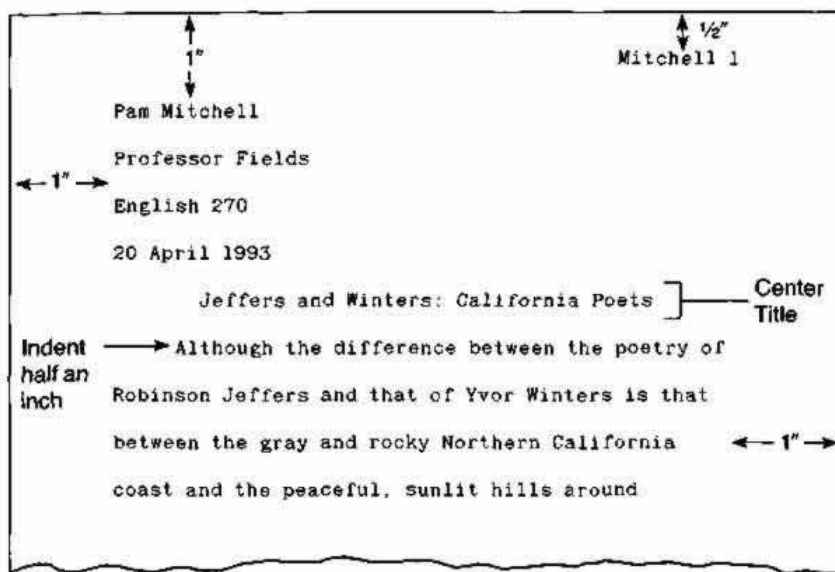 ½″
1″
Mitchell 1
Pam Mitchell
Professor Fields
1″
English 270
20 April 1993
Jeffers and Winters: California Poets
Center
Title
Indent
half an
inch
Although the difference between the poetry of
Robinson Jeffers and that of Yvor Winters is that
between the gray and rocky Northern California
1″
coast and the peaceful, sunlit hills around